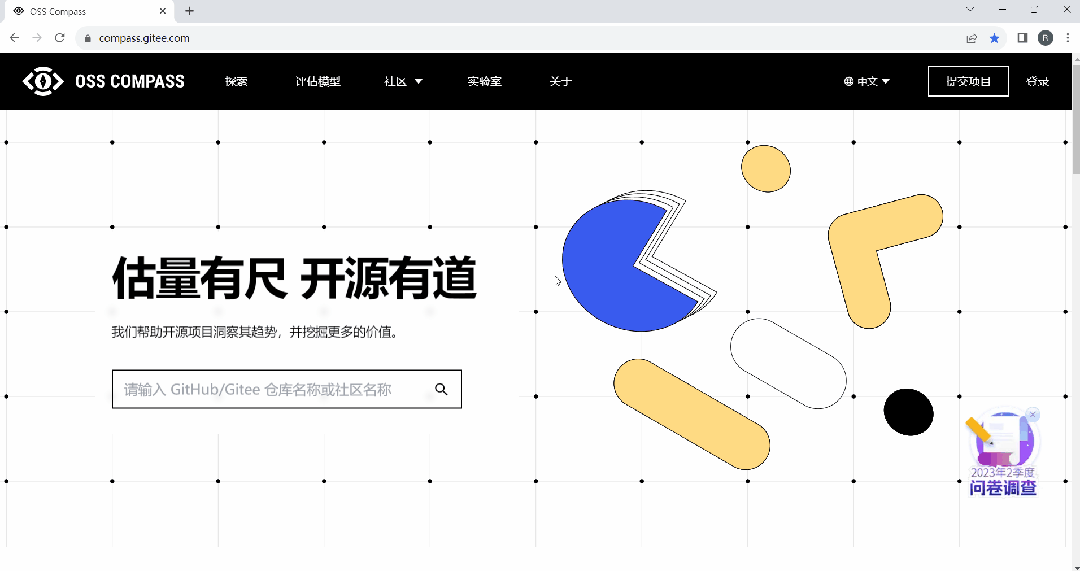 OSS Compass
compass.gitee.com
R
OSS COMPASS
探索
评估模型
社区
实验室
关于
中文
提交项目
登录
估量有尺 开源有道
我们帮助开源项目洞察其趋势，并挖掘更多的价值。
请输入 GitHub/Gitee 仓库名称或社区名称
2023年2季度
问卷调查